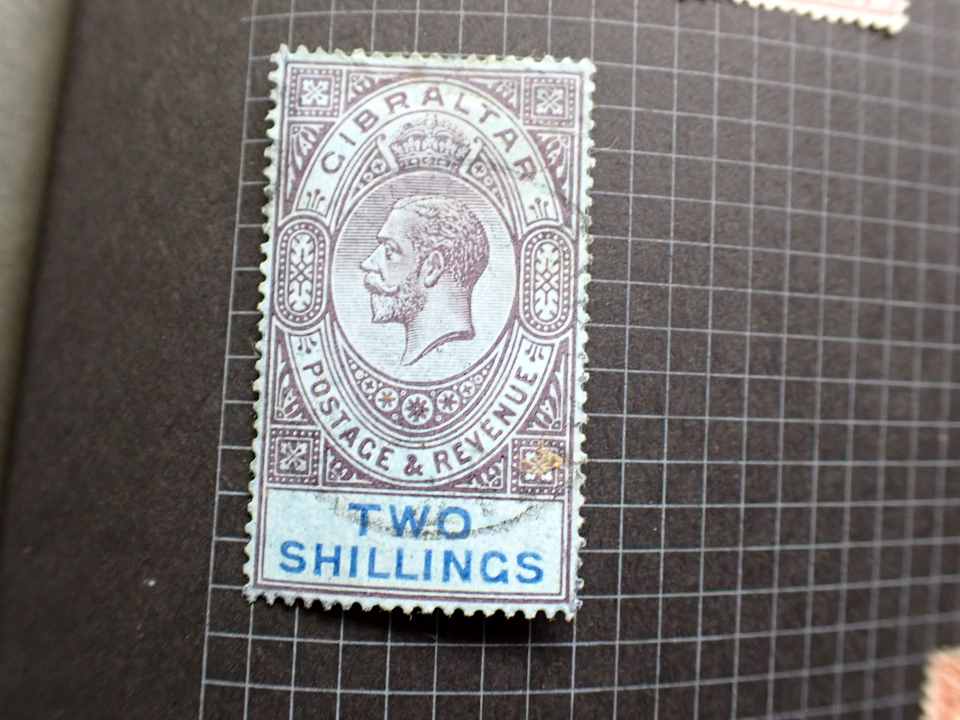 GIBRALTAR
POSTAGE & REVENUE
TWO
SHILLINGS